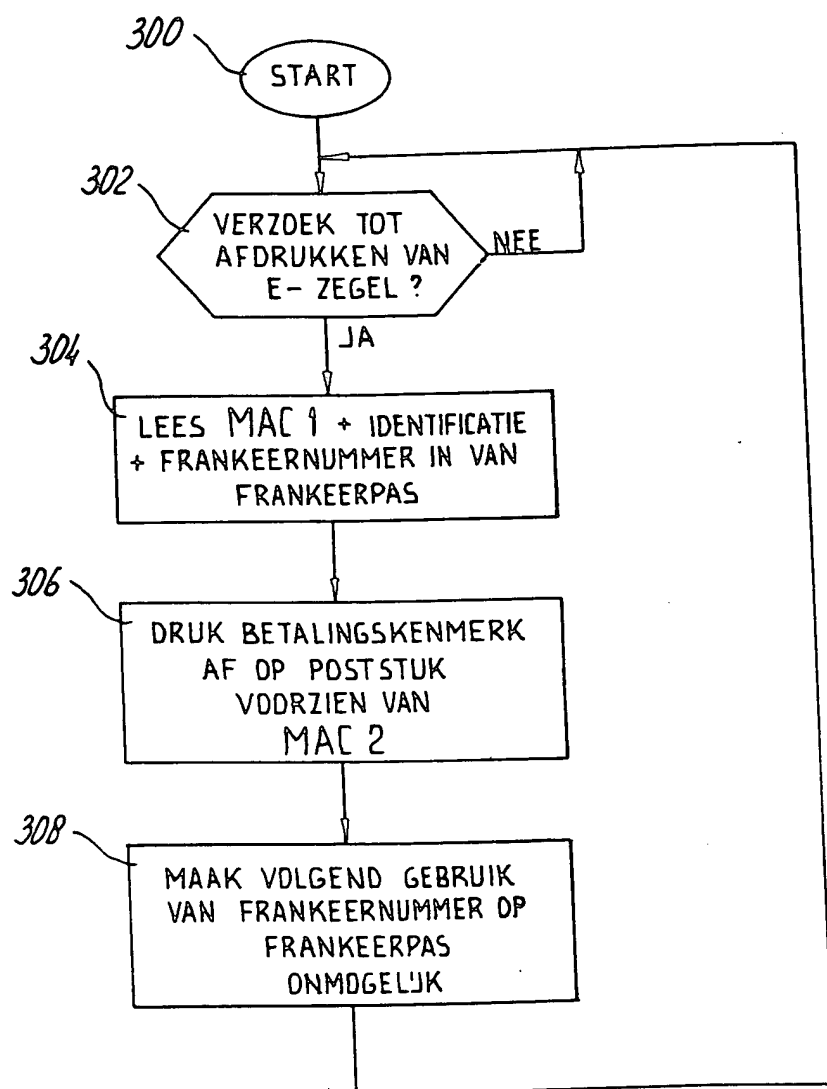 300
START
302
VERZOEK TOT
AFDRUKKEN VAN
E- ZEGEL ?
NEE
JA
304
LEES MAC 1 + IDENTIFICATIE
+ FRANKEERNUMMER IN VAN
FRANKEERPAS
306
DRUK BETALINGSKENMERK
AF OP POSTSTUK
VOORZIEN VAN
MAC 2
308
MAAK VOLGEND GEBRUIK
VAN FRANKEERNUMMER OP
FRANKEERPAS
ONMOGELIJK